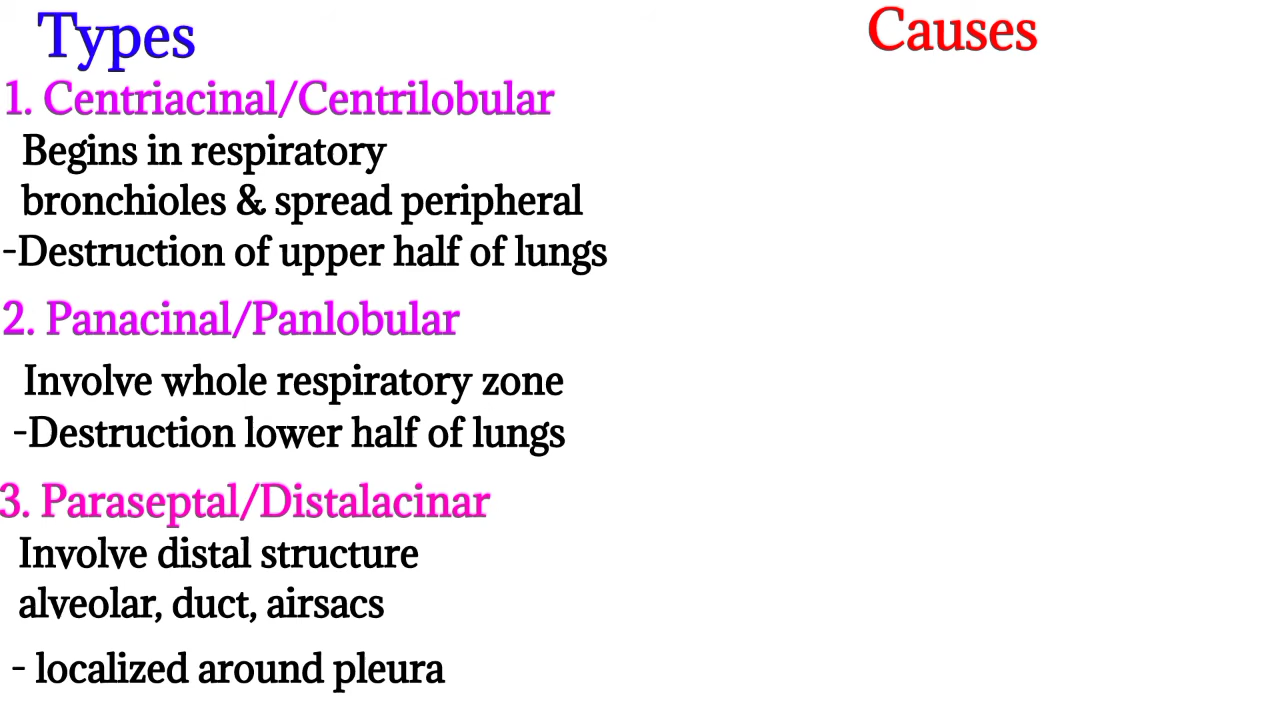 Types
Causes
1. Centriacinal/Centrilobular
Begins in respiratory
bronchioles & spread peripheral
-Destruction of upper half of lungs
2. Panacinal/Panlobular
Involve whole respiratory zone
-Destruction lower half of lungs
3. Paraseptal/Distalacinar
Involve distal structure
alveolar, duct, airsacs
- localized around pleura